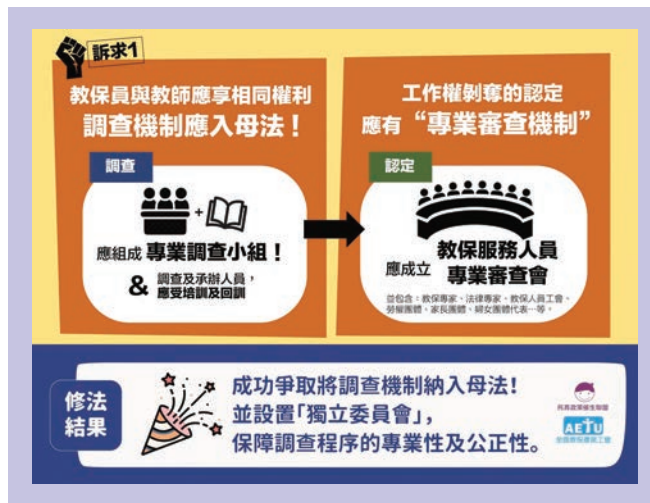 訴求1
教保員與教師應享相同權利
調查機制應入母法！
調查
+
應組成 專業調查小組！
& 調查及承辦人員，
應受培訓及回訓
工作權剝奪的認定
應有“專業審查機制”
認定
應成立 教保服務人員
專業審查會
並包含：教保專家、法律專家、教保人員工會、
勞權團體、家長團體、婦女團體代表…等。
修法
結果
成功爭取將調查機制納入母法！
並設置「獨立委員會」，
保障調查程序的專業性及公正性。
托育政策催生聯盟
AETU
全國教保產業工會